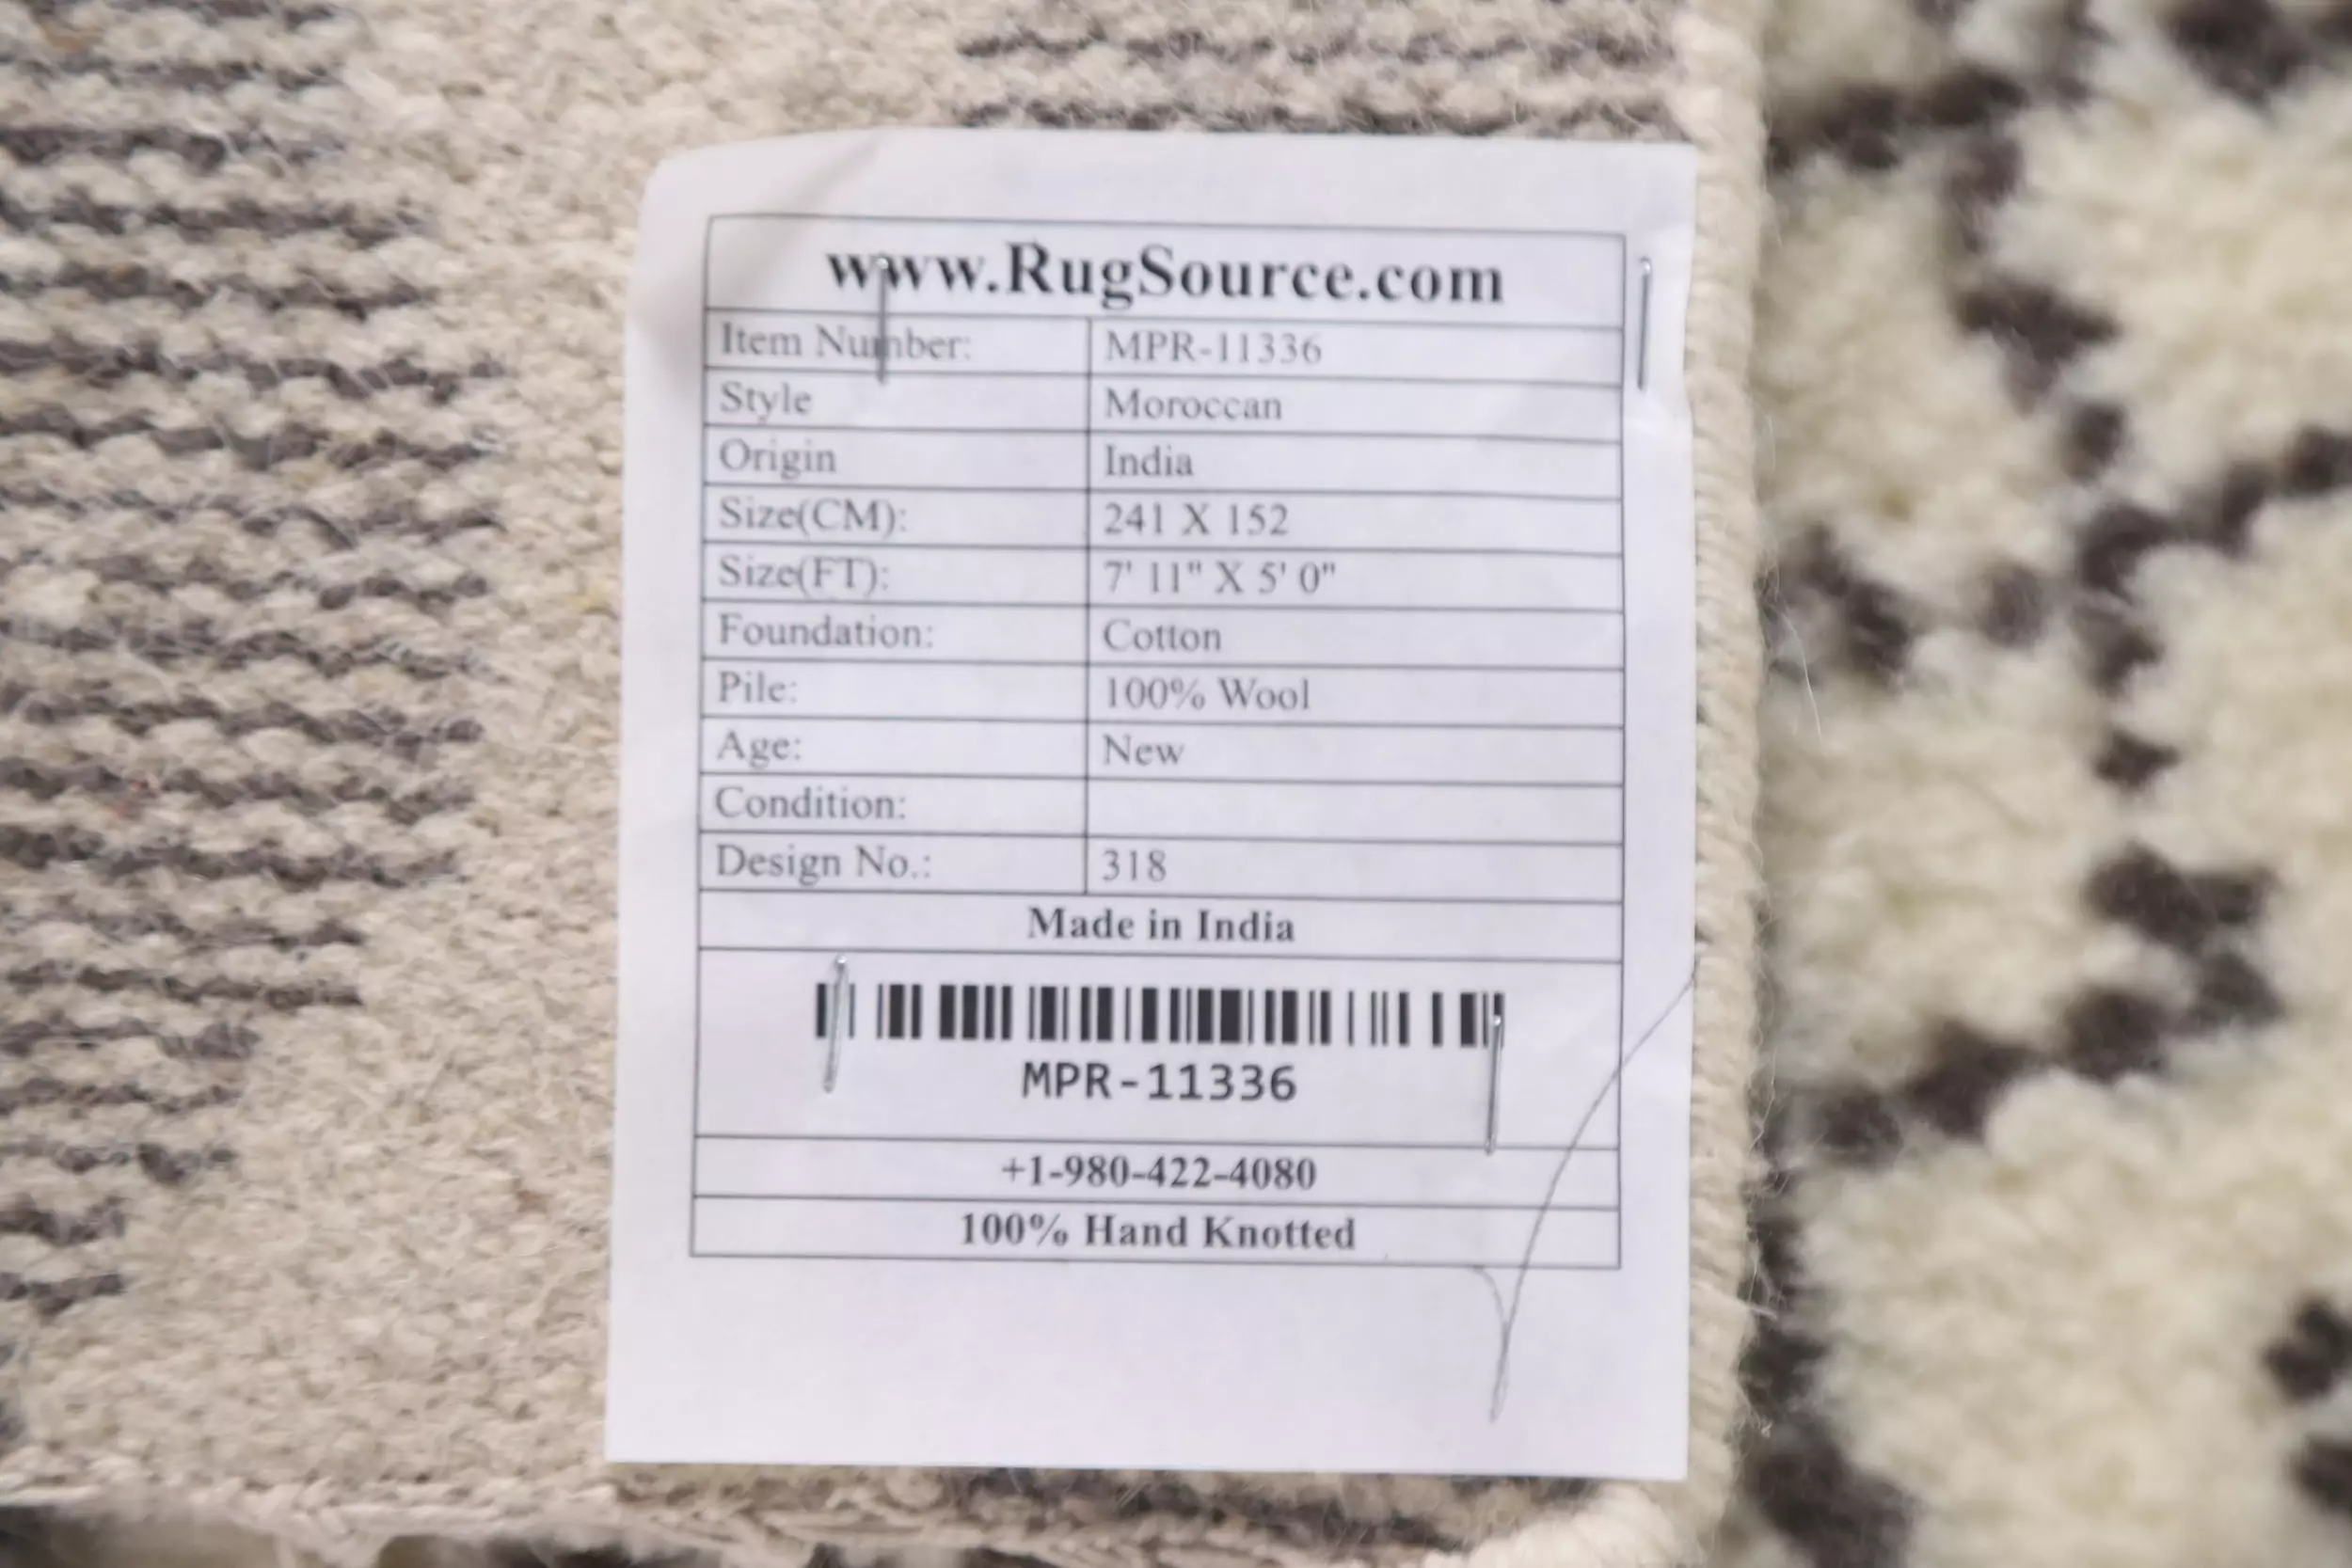 www.RugSource.com
Item Number: MPR-11336
Style Moroccan
Origin India
Size(CM): 241 X 152
Size(FT): 7' 11" X 5' 0"
Foundation: Cotton
Pile: 100% Wool
Age: New
Condition:
Design No.: 318
Made in India
MPR-11336
+1-980-422-4080
100% Hand Knotted